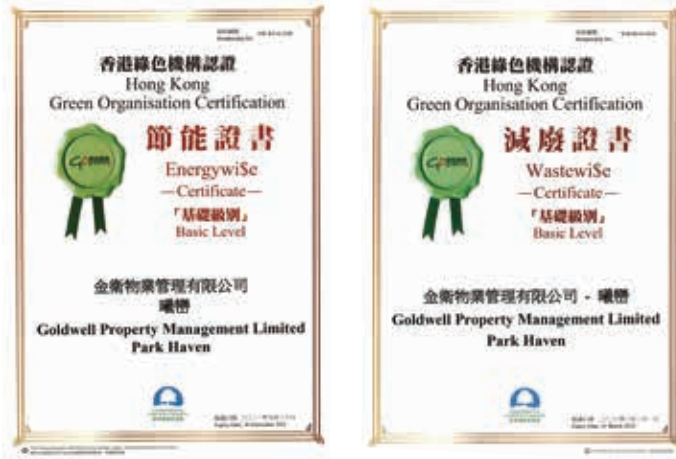 香港綠色機構認證
Hong Kong
Green Organisation Certification
節能證書
Energywi$e
—Certificate—
「基礎級別」
Basic Level
金衛物業管理有限公司
曦巒
Goldwell Property Management Limited
Park Haven
香港綠色機構認證
Hong Kong
Green Organisation Certification
減廢證書
Wastewi$e
—Certificate—
「基礎級別」
Basic Level
金衛物業管理有限公司 - 曦巒
Goldwell Property Management Limited
Park Haven